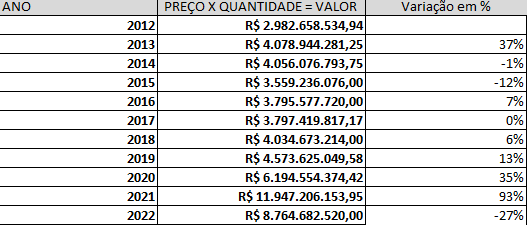 ANO PREÇO X QUANTIDADE = VALOR Variação em %
2012 R$ 2.982.658.534,94
2013 R$ 4.078.944.281,25 37%
2014 R$ 4.056.076.793,75 -1%
2015 R$ 3.559.236.076,00 -12%
2016 R$ 3.795.577.720,00 7%
2017 R$ 3.797.419.817,17 0%
2018 R$ 4.034.673.214,00 6%
2019 R$ 4.573.625.049,58 13%
2020 R$ 6.194.554.374,42 35%
2021 R$ 11.947.206.153,95 93%
2022 R$ 8.764.682.520,00 -27%